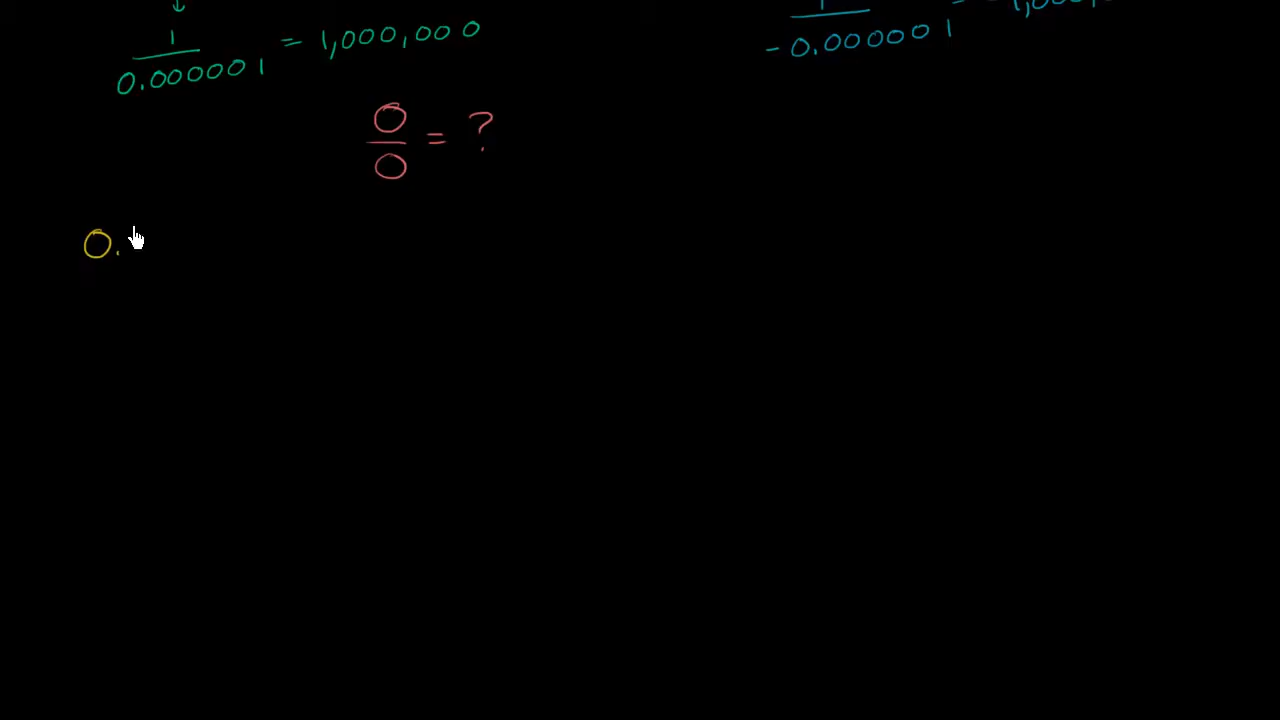 1
0.000001 = 1,000,000
-0.000001
0
0 = ?
0.